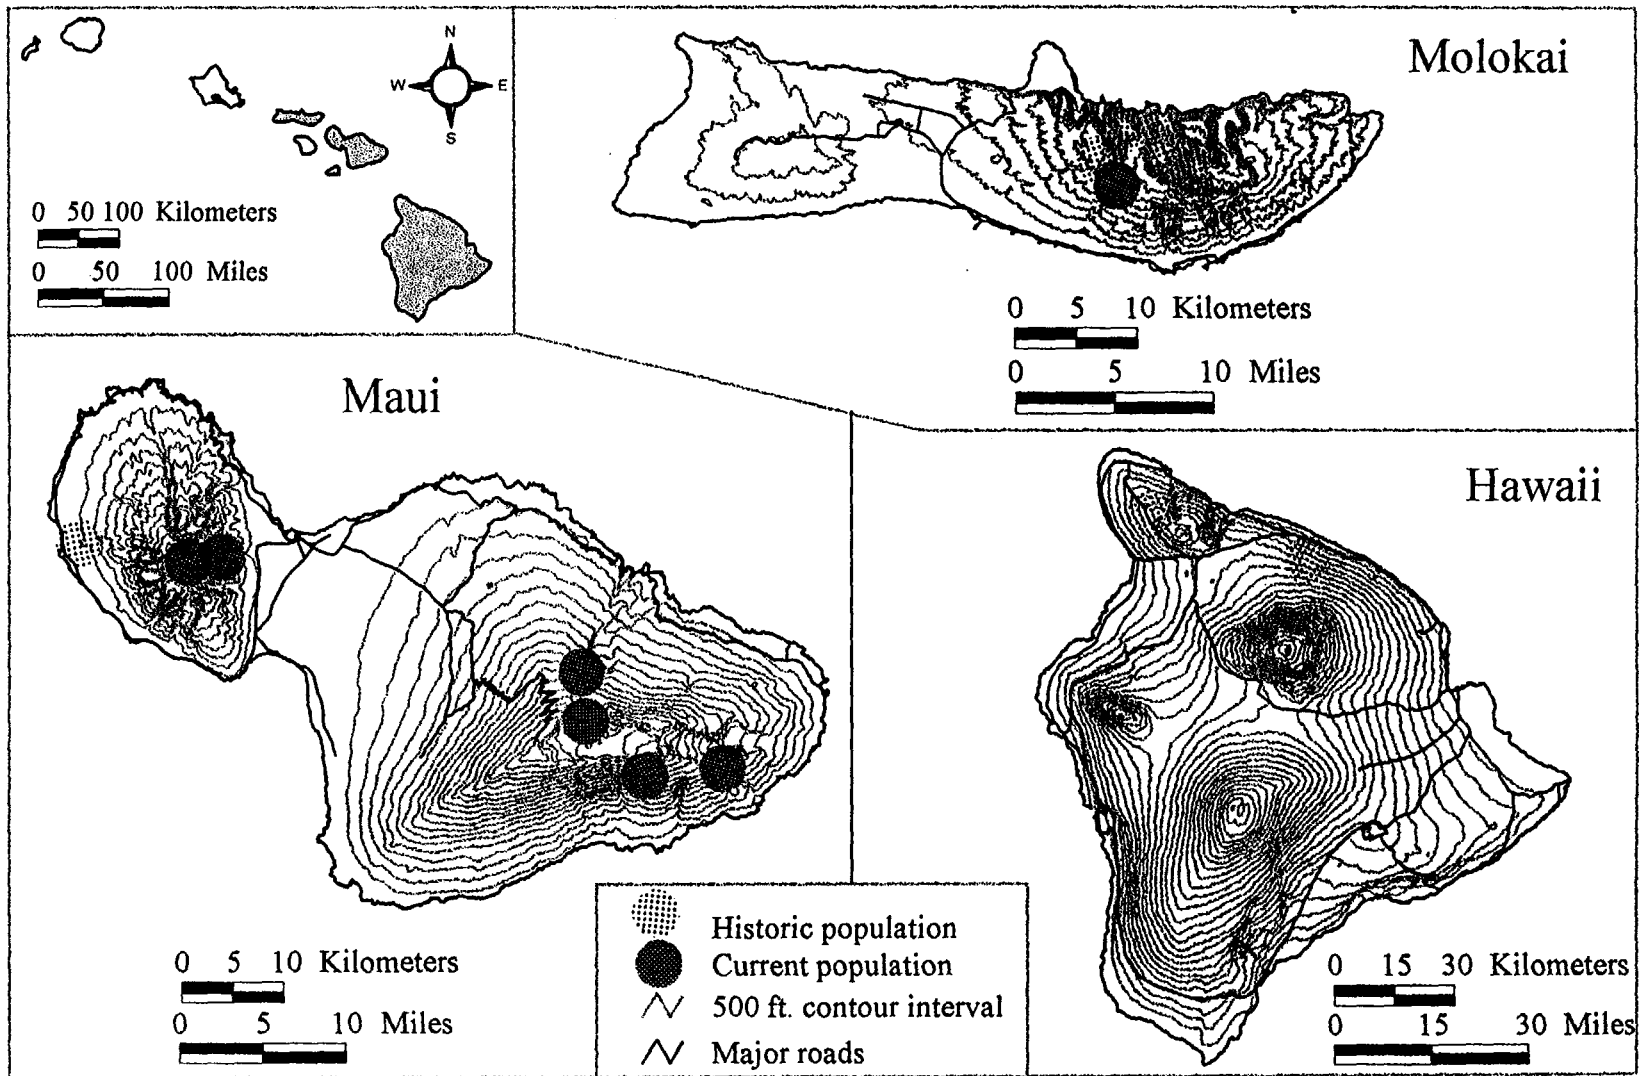 N
W E
S
0 50 100 Kilometers
0 50 100 Miles
Molokai
0 5 10 Kilometers
0 5 10 Miles
Maui
0 5 10 Kilometers
0 5 10 Miles
Historic population
Current population
500 ft. contour interval
Major roads
Hawaii
0 15 30 Kilometers
0 15 30 Miles